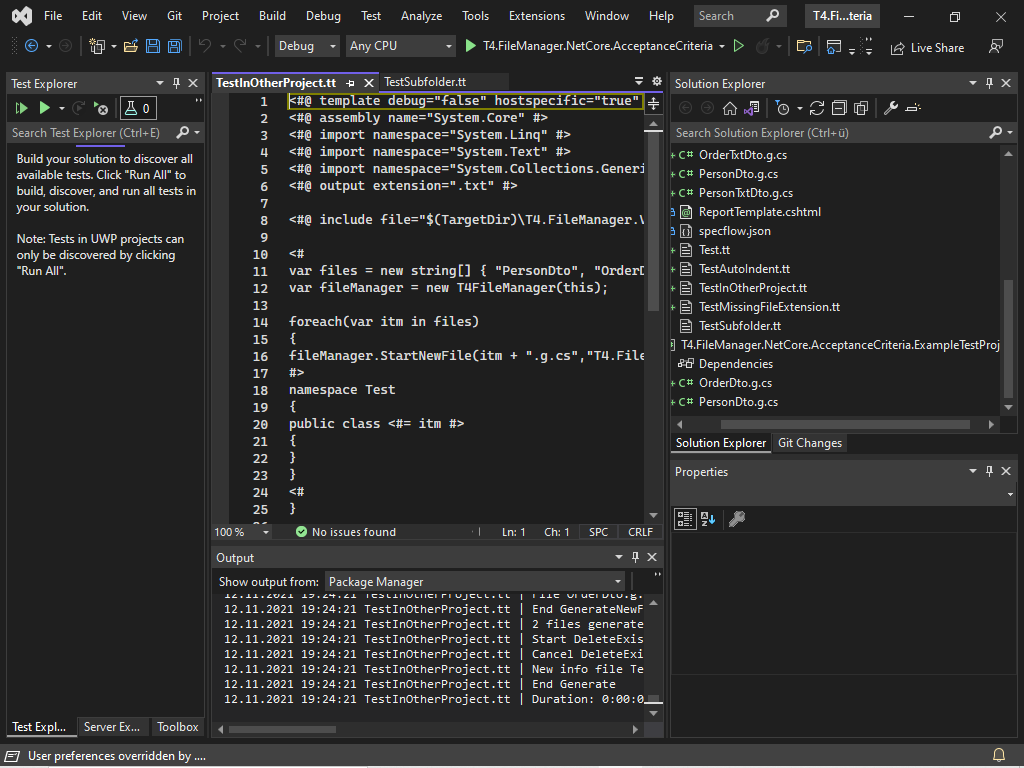 File Edit View Git Project Build Debug Test Analyze Tools Extensions Window Help Search T4.Fi...teria
Debug Any CPU T4.FileManager.NetCore.AcceptanceCriteria Live Share
Test Explorer
0
Search Test Explorer (Ctrl+E)
Build your solution to discover all
available tests. Click "Run All" to
build, discover, and run all tests in
your solution.
Note: Tests in UWP projects can
only be discovered by clicking
"Run All".
Test Expl... Server Ex... Toolbox
TestInOtherProject.tt TestSubfolder.tt
1 <#@ template debug="false" hostspecific="true"
2 <#@ assembly name="System.Core" #>
3 <#@ import namespace="System.Linq" #>
4 <#@ import namespace="System.Text" #>
5 <#@ import namespace="System.Collections.Generi
6 <#@ output extension=".txt" #>
7
8 <#@ include file="$(TargetDir)\T4.FileManager.V
9
10 <#
11 var files = new string[] { "PersonDto", "OrderD
12 var fileManager = new T4FileManager(this);
13
14 foreach(var itm in files)
15 {
16 fileManager.StartNewFile(itm + ".g.cs","T4.File
17 #>
18 namespace Test
19 {
20 public class <#= itm #>
21 {
22 }
23 }
24 <#
25 }
100 % No issues found Ln: 1 Ch: 1 SPC CRLF
Output
Show output from: Package Manager
12.11.2021 19:24:21 TestInOtherProject.tt | File OrderDto.g.
12.11.2021 19:24:21 TestInOtherProject.tt | End GenerateNewF
12.11.2021 19:24:21 TestInOtherProject.tt | 2 files generate
12.11.2021 19:24:21 TestInOtherProject.tt | Start DeleteExis
12.11.2021 19:24:21 TestInOtherProject.tt | Cancel DeleteExi
12.11.2021 19:24:21 TestInOtherProject.tt | New info file Te
12.11.2021 19:24:21 TestInOtherProject.tt | End Generate
12.11.2021 19:24:21 TestInOtherProject.tt | Duration: 0:00:0
Solution Explorer
Search Solution Explorer (Ctrl+ü)
C# OrderTxtDto.g.cs
C# PersonDto.g.cs
C# PersonTxtDto.g.cs
ReportTemplate.cshtml
specflow.json
Test.tt
TestAutoIndent.tt
TestInOtherProject.tt
TestMissingFileExtension.tt
TestSubfolder.tt
T4.FileManager.NetCore.AcceptanceCriteria.ExampleTestProj
Dependencies
C# OrderDto.g.cs
C# PersonDto.g.cs
Solution Explorer Git Changes
Properties
User preferences overridden by ....